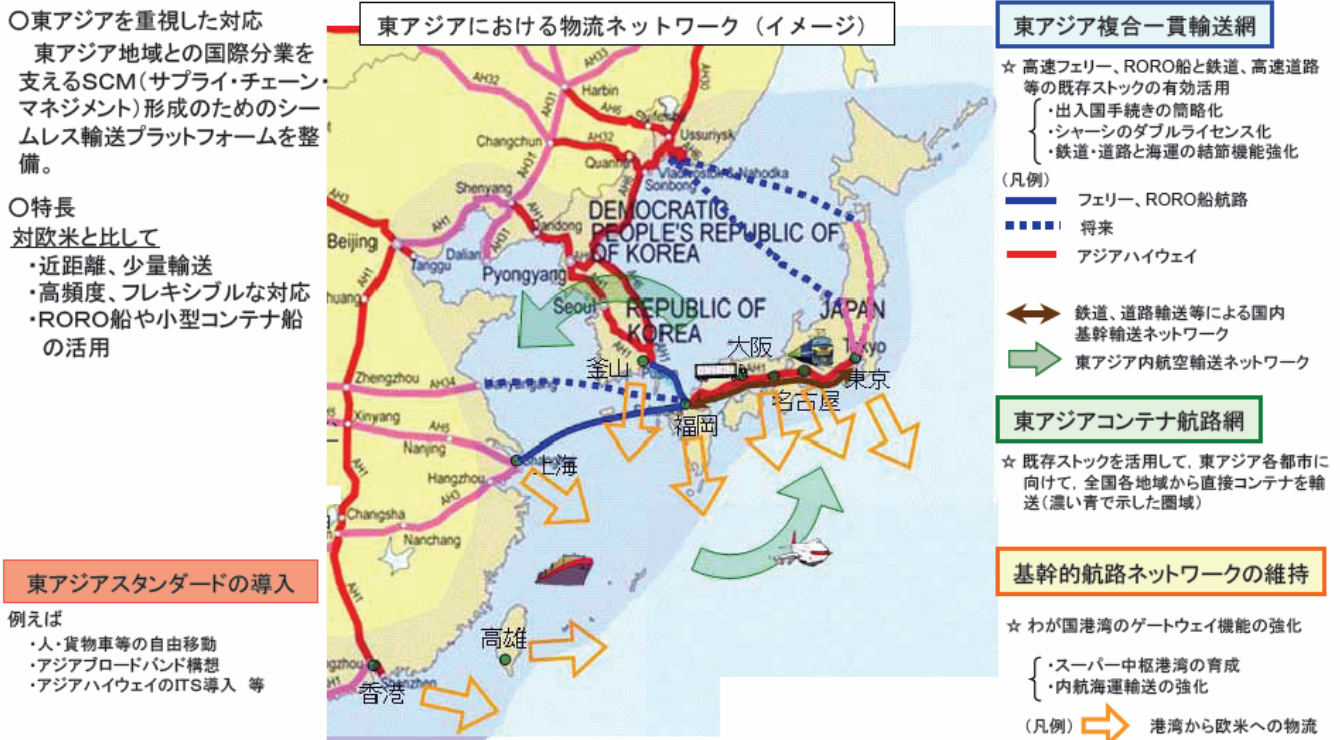 東アジアにおける物流ネットワーク（イメージ）
○東アジアを重視した対応
東アジア地域との国際分業を
支えるSCM（サプライ・チェーン・
マネジメント）形成のためのシー
ムレス輸送プラットフォームを整
備。
○特長
対欧米と比して
・近距離、少量輸送
・高頻度、フレキシブルな対応
・RORO船や小型コンテナ船
の活用
東アジアスタンダードの導入
例えば
・人・貨物車等の自由移動
・アジアブロードバンド構想
・アジアハイウェイのITS導入　等
AH32
AH31
AH33
AH30
Harbin
AH6
Ussuriysk
Changchun
AH32
AH31
Vladivostok & Nahodka
Sonbong
Shenyang
AH3
AH1
AH1
AH31
Dandong
DEMOCRATIC
PEOPLE'S REPUBLIC OF
OF KOREA
Beijing
Dalian
Tanggu
Pyongyang
AH1
AH6
Seoul
REPUBLIC OF
KOREA
JAPAN
AH1
AH1
大阪
Tokyo
釜山
AH1
東京
名古屋
福岡
Zhengzhou
AH34
Xinyang
AH5
Nanjing
上海
Hangzhou
AH3
AH1
Changsha
Nanchang
AH1
高雄
Shenzhen
香港
AH1
東アジア複合一貫輸送網
☆ 高速フェリー、RORO船と鉄道、高速道路
等の既存ストックの有効活用
・出入国手続きの簡略化
・シャーシのダブルライセンス化
・鉄道・道路と海運の結節機能強化
（凡例）
フェリー、RORO船航路
将来
アジアハイウェイ
鉄道、道路輸送等による国内
基幹輸送ネットワーク
東アジア内航空輸送ネットワーク
東アジアコンテナ航路網
☆ 既存ストックを活用して，東アジア各都市に
向けて，全国各地域から直接コンテナを輸
送（濃い青で示した圏域）
基幹的航路ネットワークの維持
☆ わが国港湾のゲートウェイ機能の強化
・スーパー中枢港湾の育成
・内航海運輸送の強化
（凡例）
港湾から欧米への物流